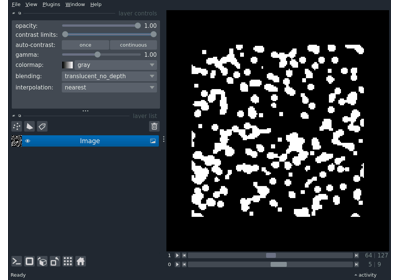 File View Plugins Window Help
layer controls
opacity: 1.00
contrast limits:
auto-contrast: once continuous
gamma: 1.00
colormap: gray
blending: translucent_no_depth
interpolation: nearest
layer list
Image
1 64 127
0 5 9
Ready activity